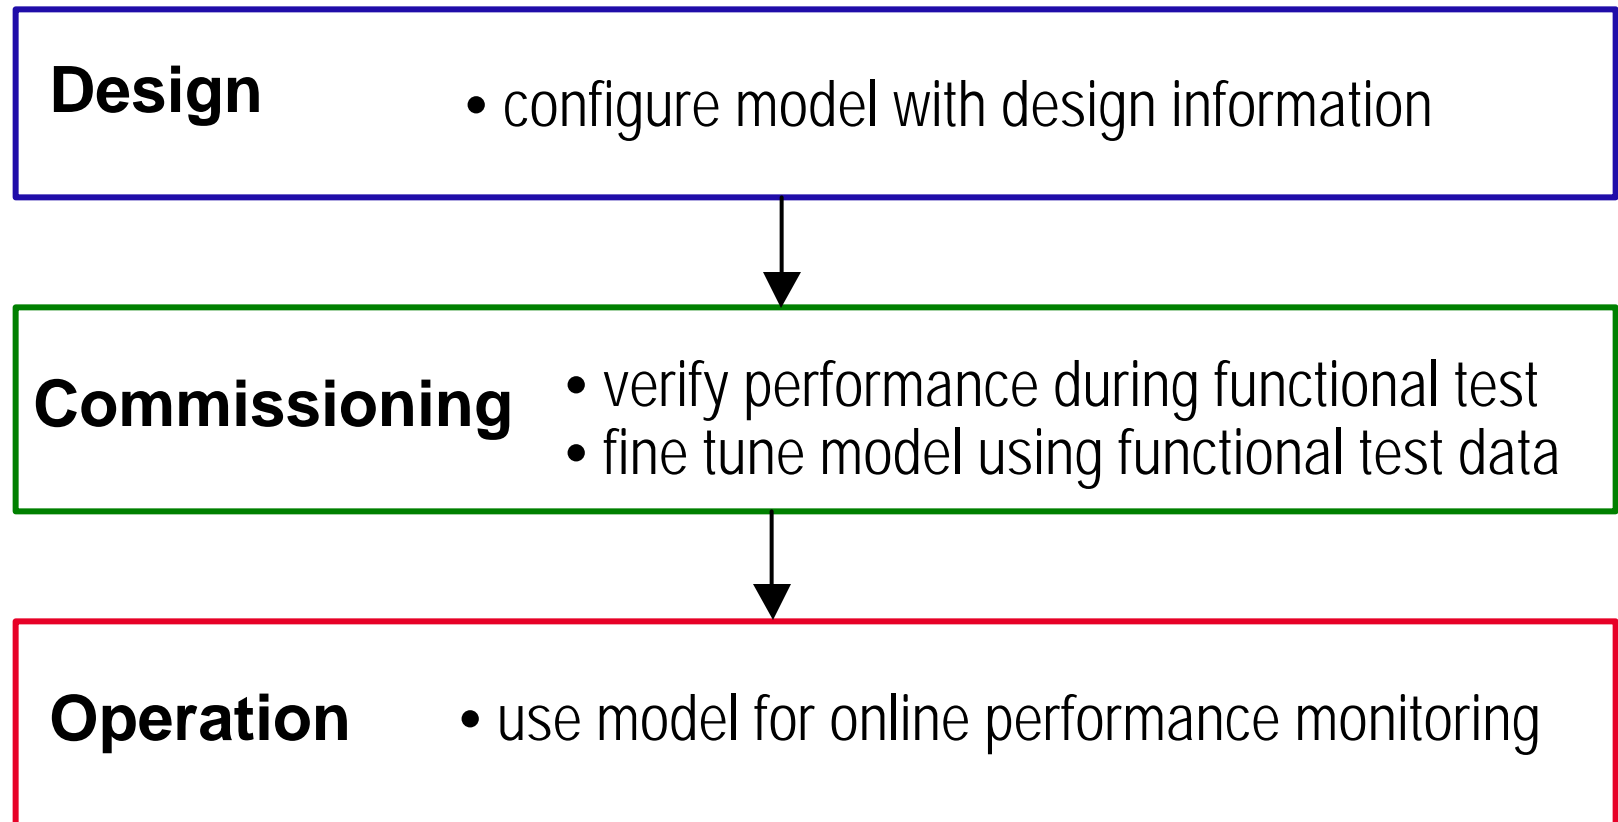 Design
• configure model with design information
Commissioning
• verify performance during functional test
• fine tune model using functional test data
Operation
• use model for online performance monitoring